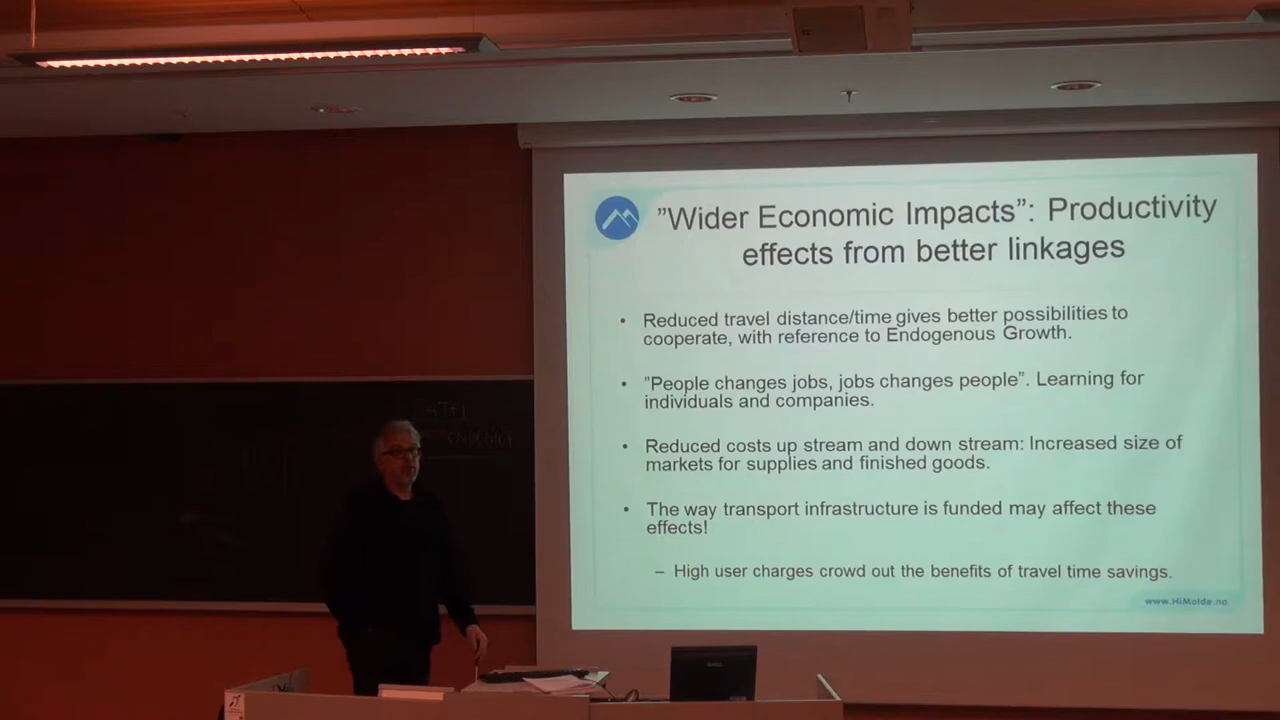 "Wider Economic Impacts": Productivity
effects from better linkages
• Reduced travel distance/time gives better possibilities to
cooperate, with reference to Endogenous Growth.
• "People changes jobs, jobs changes people". Learning for
individuals and companies.
• Reduced costs up stream and down stream: Increased size of
markets for supplies and finished goods.
• The way transport infrastructure is funded may affect these
effects!
– High user charges crowd out the benefits of travel time savings.
www.HiMolde.no